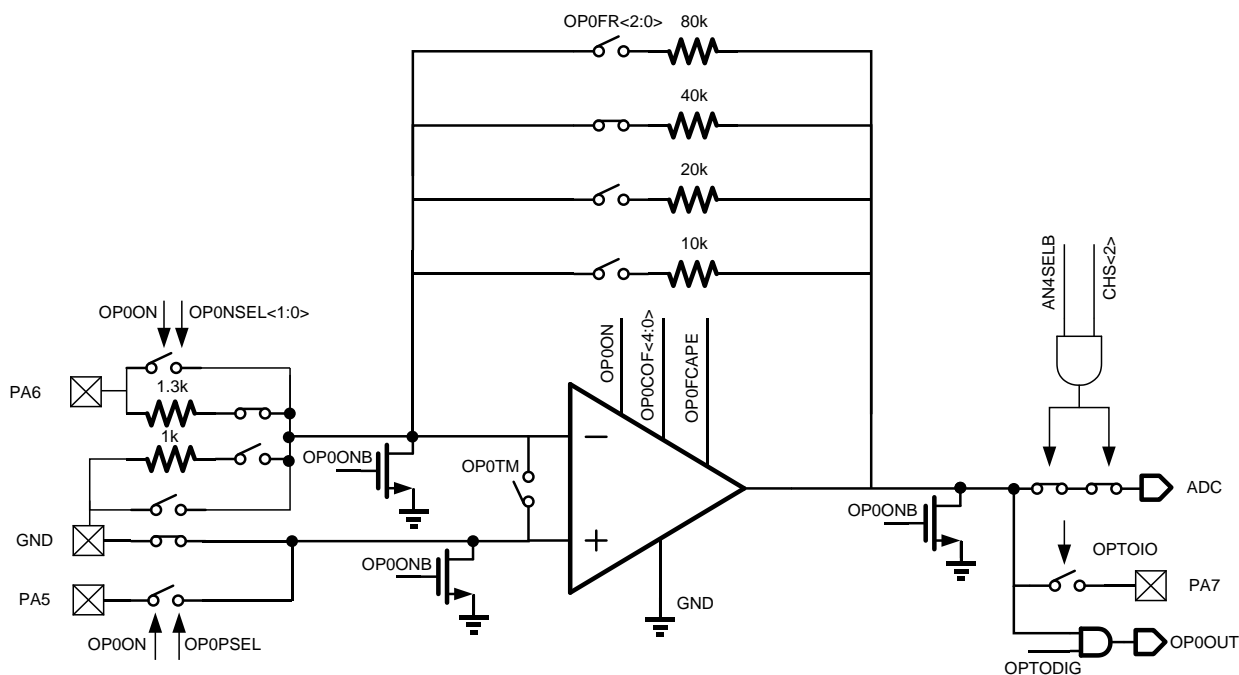 OP0FR<2:0>
80k
40k
20k
10k
AN4SELB
CHS<2>
OP0ON
OP0NSEL<1:0>
OP0ON
OP0COF<4:0>
OP0FCAPE
PA6
1.3k
1k
OP0ONB
OP0TM
ADC
OP0ONB
GND
OP0ONB
OPTOIO
PA5
GND
PA7
OP0ON
OP0PSEL
OP0OUT
OPTODIG